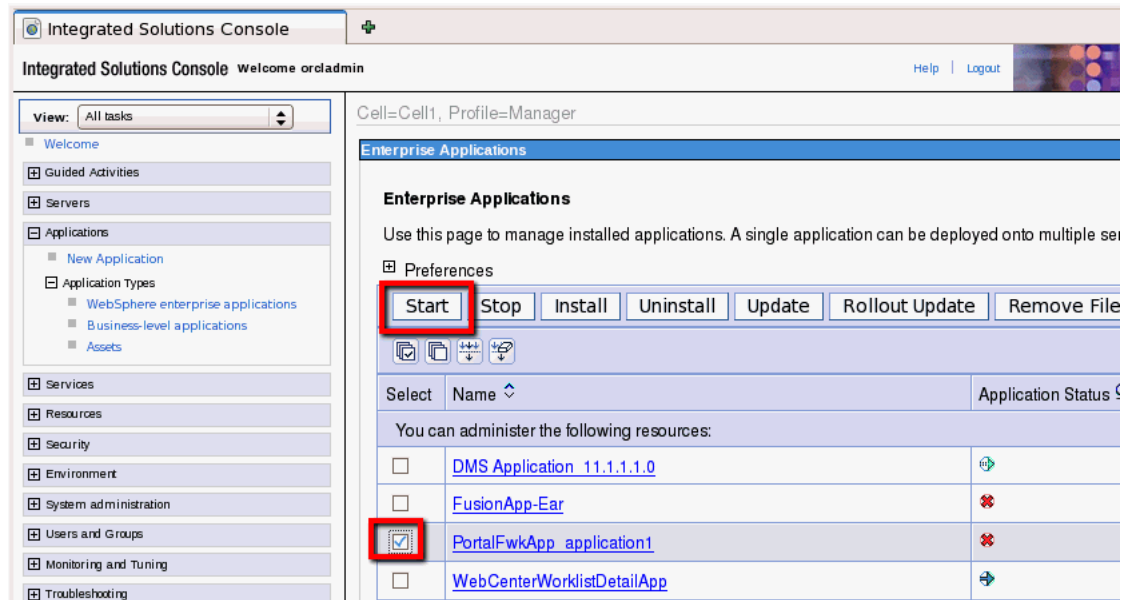 Integrated Solutions Console
Integrated Solutions Console Welcome orcladmin
Help | Logout
View: All tasks
Welcome
Guided Activities
Servers
Applications
New Application
Application Types
WebSphere enterprise applications
Business-level applications
Assets
Services
Resources
Security
Environment
System administration
Users and Groups
Monitoring and Tuning
Troubleshooting
Cell=Cell1, Profile=Manager
Enterprise Applications
Enterprise Applications
Use this page to manage installed applications. A single application can be deployed onto multiple ser
Preferences
Start Stop Install Uninstall Update Rollout Update Remove File
Select Name Application Status
You can administer the following resources:
DMS Application_11.1.1.1.0
FusionApp-Ear
PortalFwkApp_application1
WebCenterWorklistDetailApp